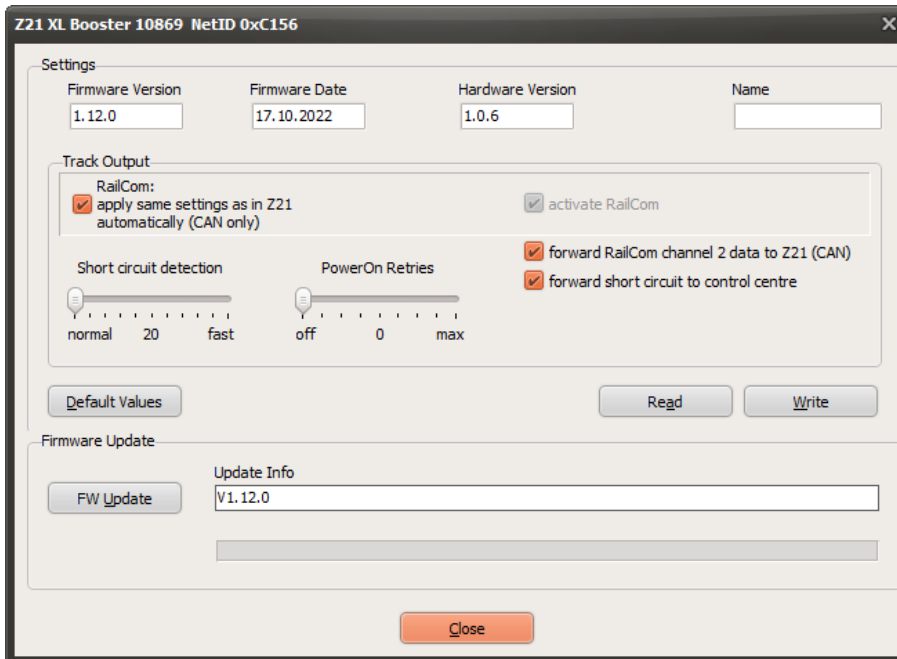 Z21 XL Booster 10869 NetID 0xC156
Settings
Firmware Version Firmware Date Hardware Version Name
1.12.0 17.10.2022 1.0.6
Track Output
RailCom:
apply same settings as in Z21
automatically (CAN only)
activate RailCom
forward RailCom channel 2 data to Z21 (CAN)
forward short circuit to control centre
Short circuit detection
normal 20 fast
PowerOn Retries
off 0 max
Default Values Read Write
Firmware Update
Update Info
FW Update V1.12.0
Close